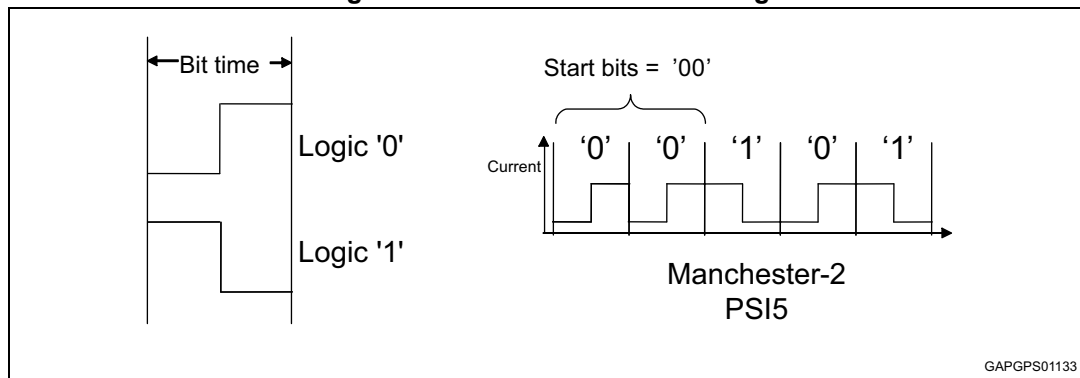 Bit time
Logic '0'
Logic '1'
Start bits = ’00’
‘0’ ‘0’ ‘1’ ‘0’ ‘1’
Current
Manchester-2
PSI5
GAPGPS01133